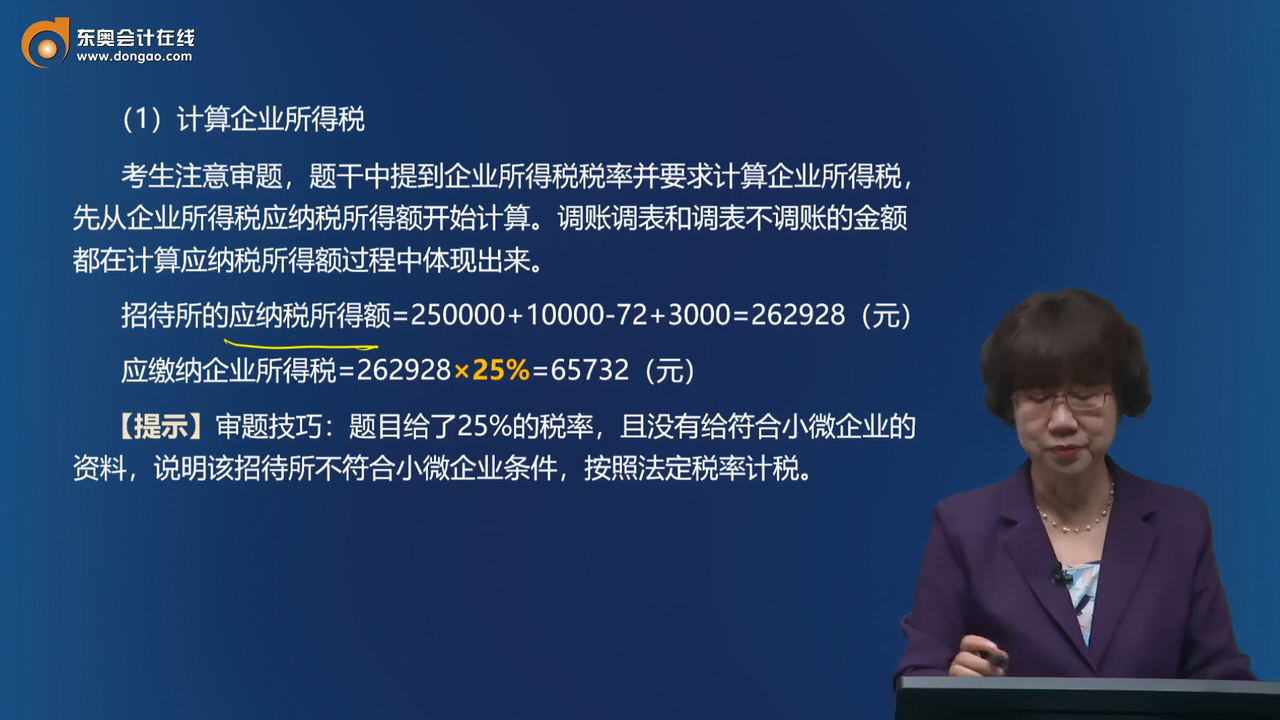 东奥会计在线
www.dongao.com
（1）计算企业所得税
考生注意审题，题干中提到企业所得税税率并要求计算企业所得税，
先从企业所得税应纳税所得额开始计算。调账调表和调表不调账的金额
都在计算应纳税所得额过程中体现出来。
招待所的应纳税所得额=250000+10000-72+3000=262928（元）
应缴纳企业所得税=262928×25%=65732（元）
【提示】审题技巧：题目给了25%的税率，且没有给符合小微企业的
资料，说明该招待所不符合小微企业条件，按照法定税率计税。